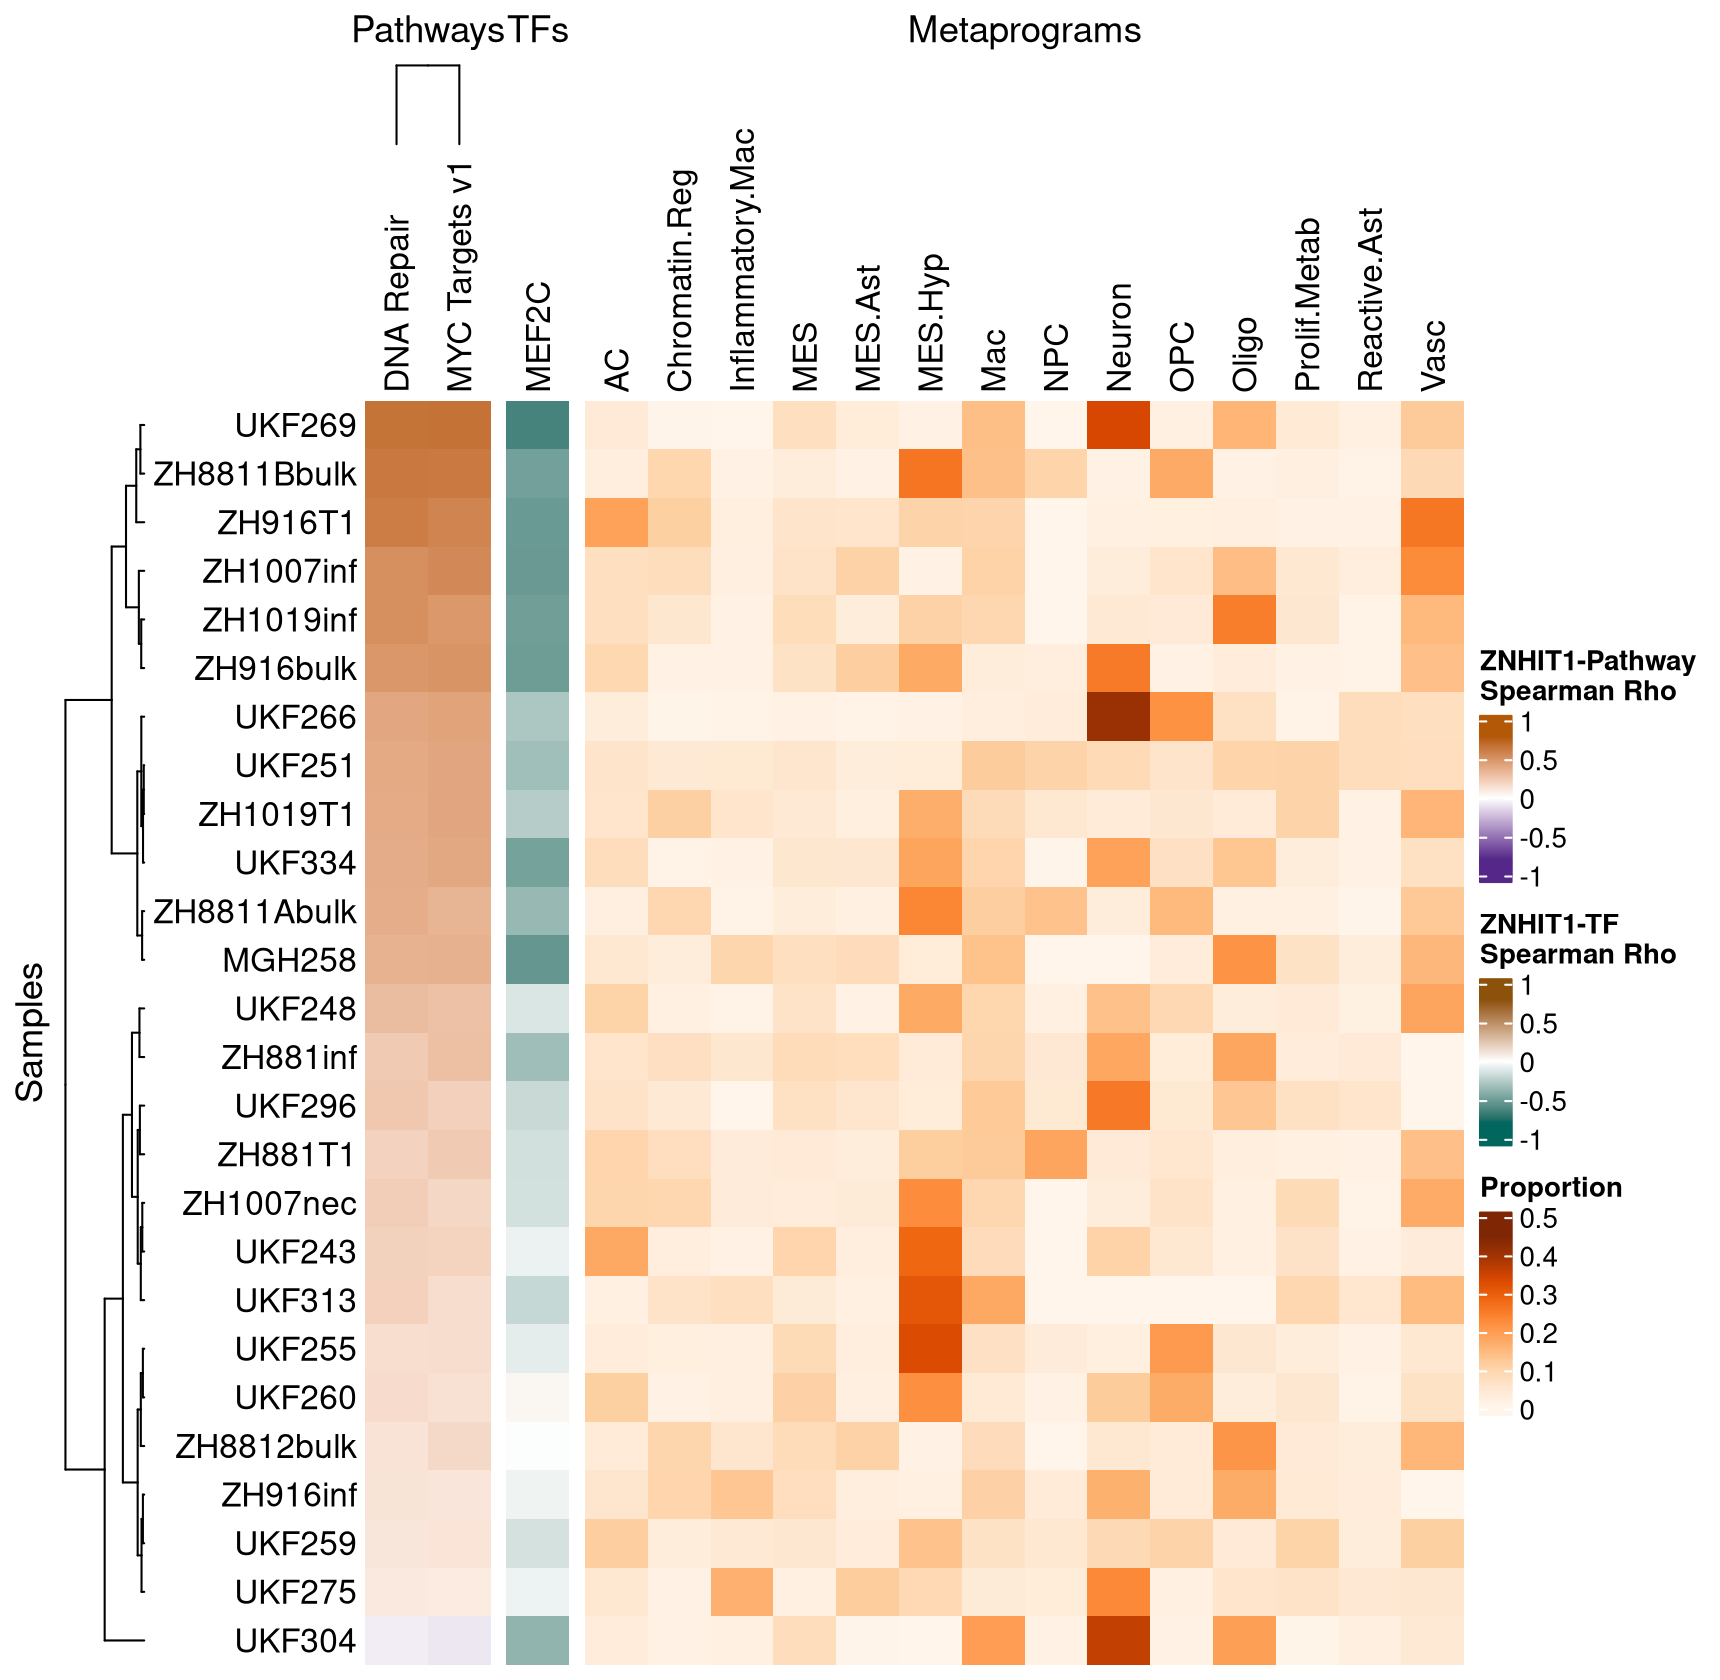 Pathways TFs Metaprograms
DNA Repair
MYC Targets v1
MEF2C
AC
Chromatin.Reg
Inflammatory.Mac
MES
MES.Ast
MES.Hyp
Mac
NPC
Neuron
OPC
Oligo
Prolif.Metab
Reactive.Ast
Vasc
Samples
UKF269
ZH8811Bbulk
ZH916T1
ZH1007inf
ZH1019inf
ZH916bulk
UKF266
UKF251
ZH1019T1
UKF334
ZH8811Abulk
MGH258
UKF248
ZH881inf
UKF296
ZH881T1
ZH1007nec
UKF243
UKF313
UKF255
UKF260
ZH8812bulk
ZH916inf
UKF259
UKF275
UKF304
ZNHIT1-Pathway
Spearman Rho
1
0.5
0
-0.5
-1
ZNHIT1-TF
Spearman Rho
1
0.5
0
-0.5
-1
Proportion
0.5
0.4
0.3
0.2
0.1
0